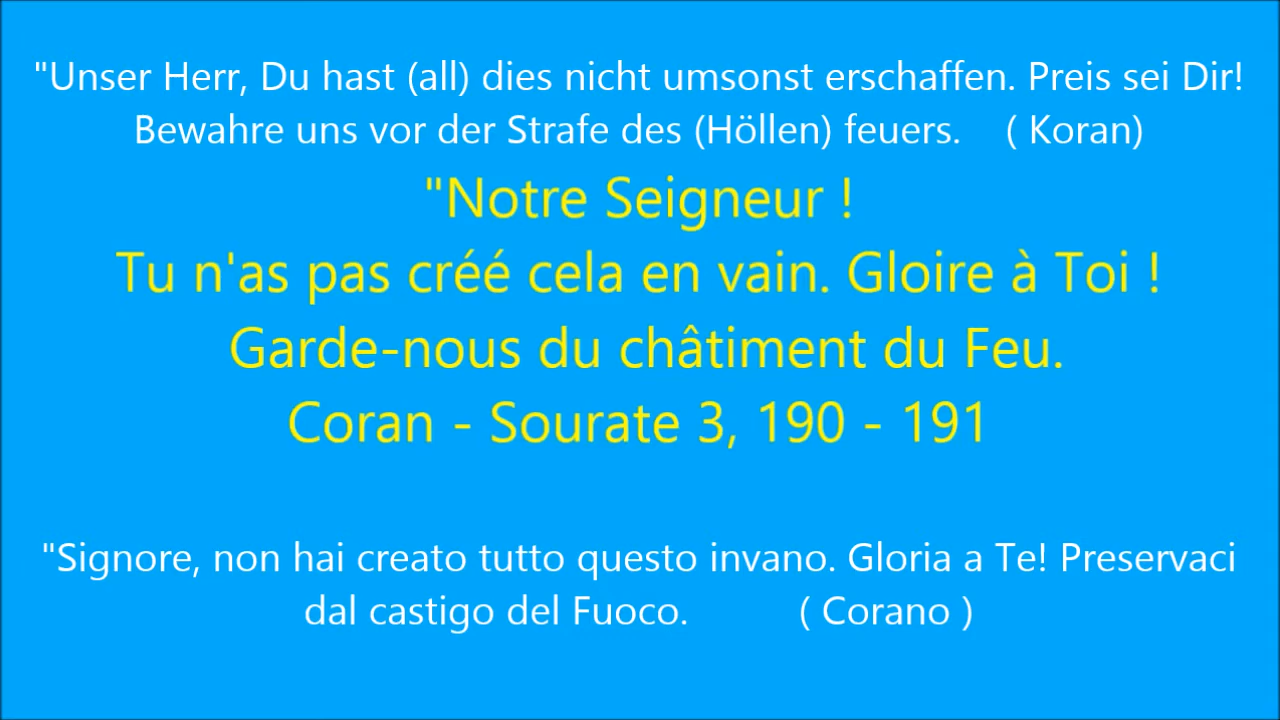 "Unser Herr, Du hast (all) dies nicht umsonst erschaffen. Preis sei Dir!
Bewahre uns vor der Strafe des (Höllen) feuers. ( Koran)
"Notre Seigneur !
Tu n'as pas créé cela en vain. Gloire à Toi !
Garde-nous du châtiment du Feu.
Coran - Sourate 3, 190 - 191
"Signore, non hai creato tutto questo invano. Gloria a Te! Preservaci
dal castigo del Fuoco. ( Corano )